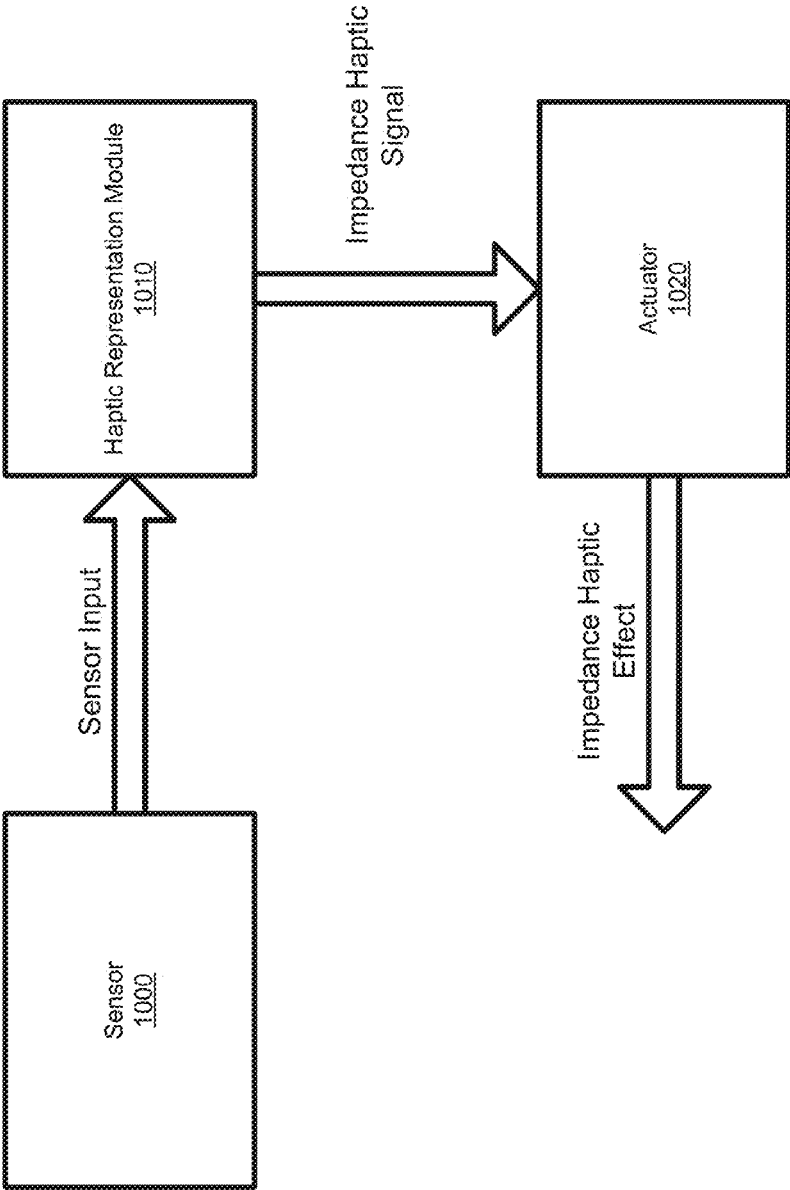 Sensor
1000
Sensor Input
Haptic Representation Module
1010
Impedance Haptic
Signal
Actuator
1020
Impedance Haptic
Effect